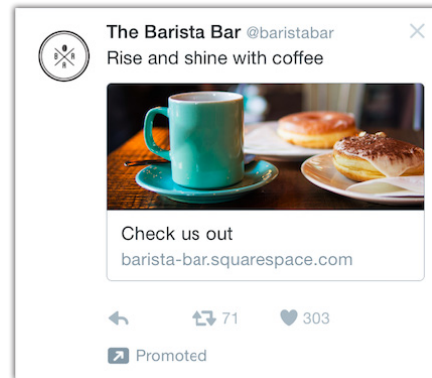 The Barista Bar @baristabar
Rise and shine with coffee
Check us out
barista-bar.squarespace.com
71 303
Promoted